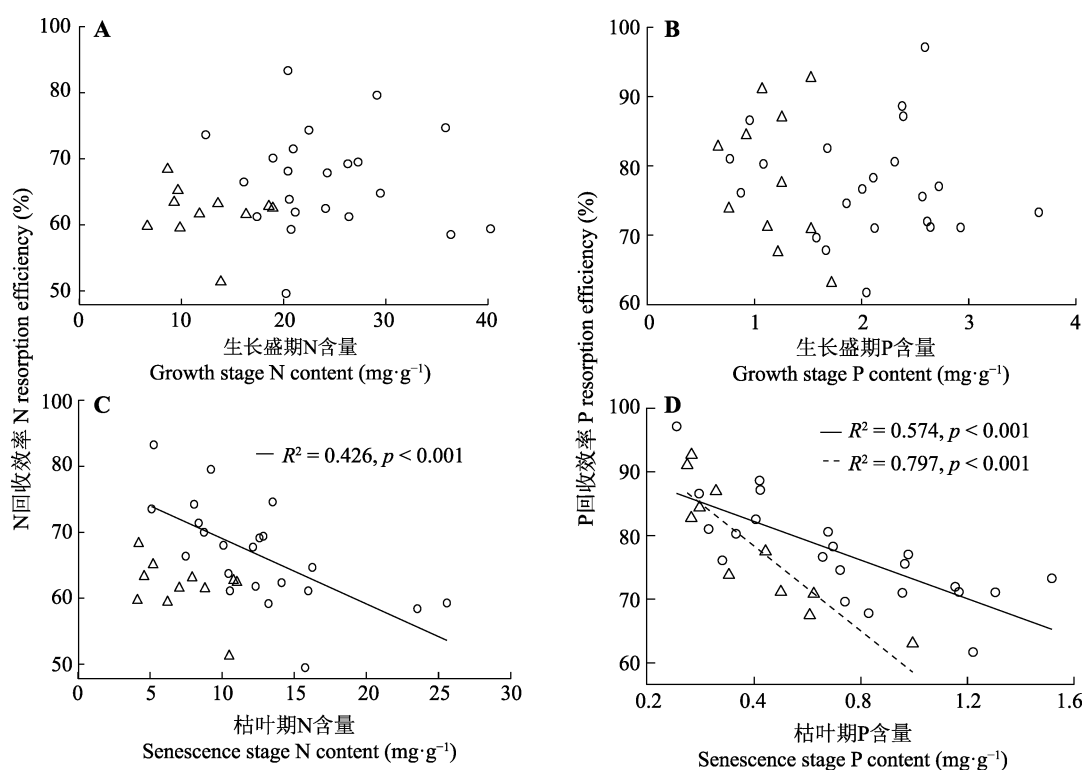 A
100
80
70
60
50
0
10
20
30
40
生长盛期N含量
Growth stage N content (mg·g⁻¹)
B
100
90
80
70
60
0
1
2
3
4
生长盛期P含量
Growth stage P content (mg·g⁻¹)
N回收效率 N resorption efficiency (%)
P回收效率 P resorption efficiency (%)
C
100
80
70
60
50
R² = 0.426, p < 0.001
0
5
10
15
20
25
30
枯叶期N含量
Senescence stage N content (mg·g⁻¹)
D
100
90
80
70
60
R² = 0.574, p < 0.001
R² = 0.797, p < 0.001
0.2
0.4
0.6
0.8
1.2
1.6
枯叶期P含量
Senescence stage P content (mg·g⁻¹)